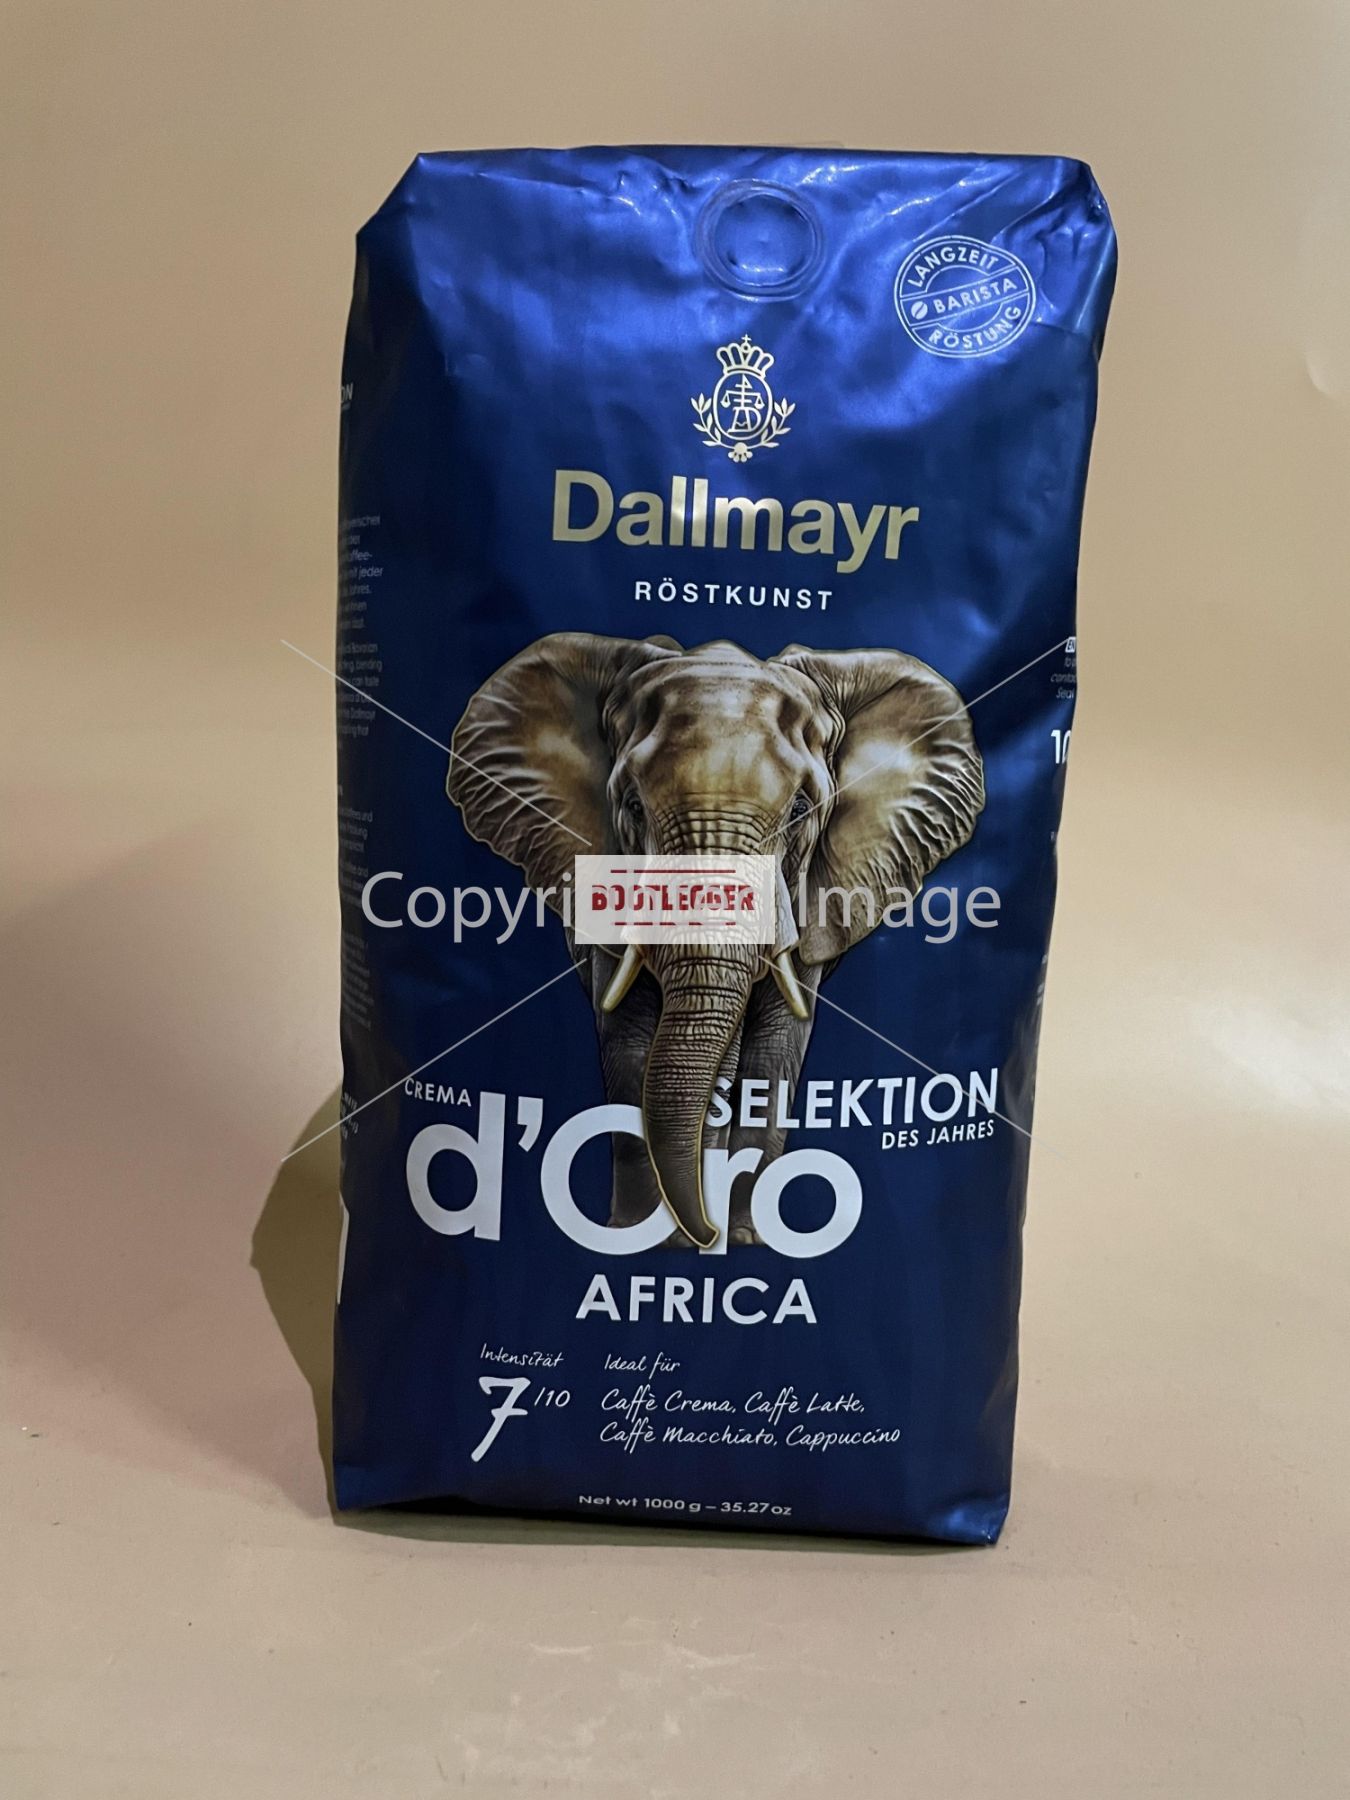 LANGZEIT
BARISTA
RÖSTUNG
Dallmayr
RÖSTKUNST
Copyrighted Image
BOOTLEGGER
CREMA
d'Oro
SELEKTION
DES JAHRES
AFRICA
Intensität
7/10
Ideal für
Caffè Crema, Caffè Latte,
Caffè Macchiato, Cappuccino
Net wt 1000 g – 35.27 oz